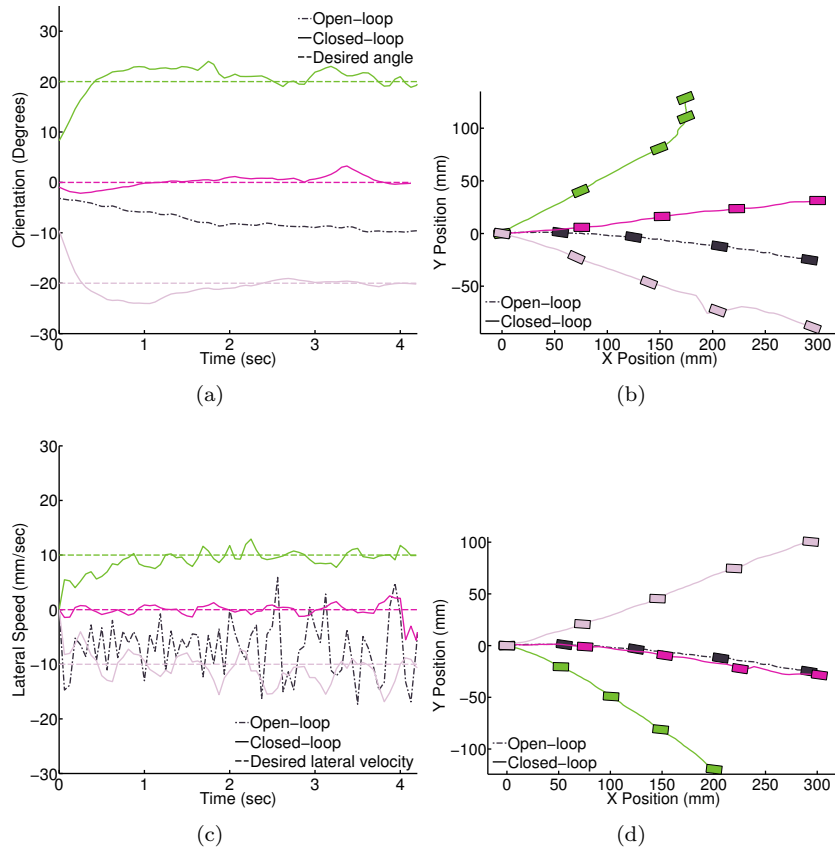 30
20
10
0
−10
−20
−30
0
1
2
3
4
Orientation (Degrees)
Time (sec)
Open−loop
Closed−loop
Desired angle
(a)
100
50
0
−50
0
50
100
150
200
250
300
Y Position (mm)
X Position (mm)
Open−loop
Closed−loop
(b)
30
20
10
0
−10
−20
−30
0
1
2
3
4
Lateral Speed (mm/sec)
Time (sec)
Open−loop
Closed−loop
Desired lateral velocity
(c)
100
50
0
−50
−100
0
50
100
150
200
250
300
Y Position (mm)
X Position (mm)
Open−loop
Closed−loop
(d)